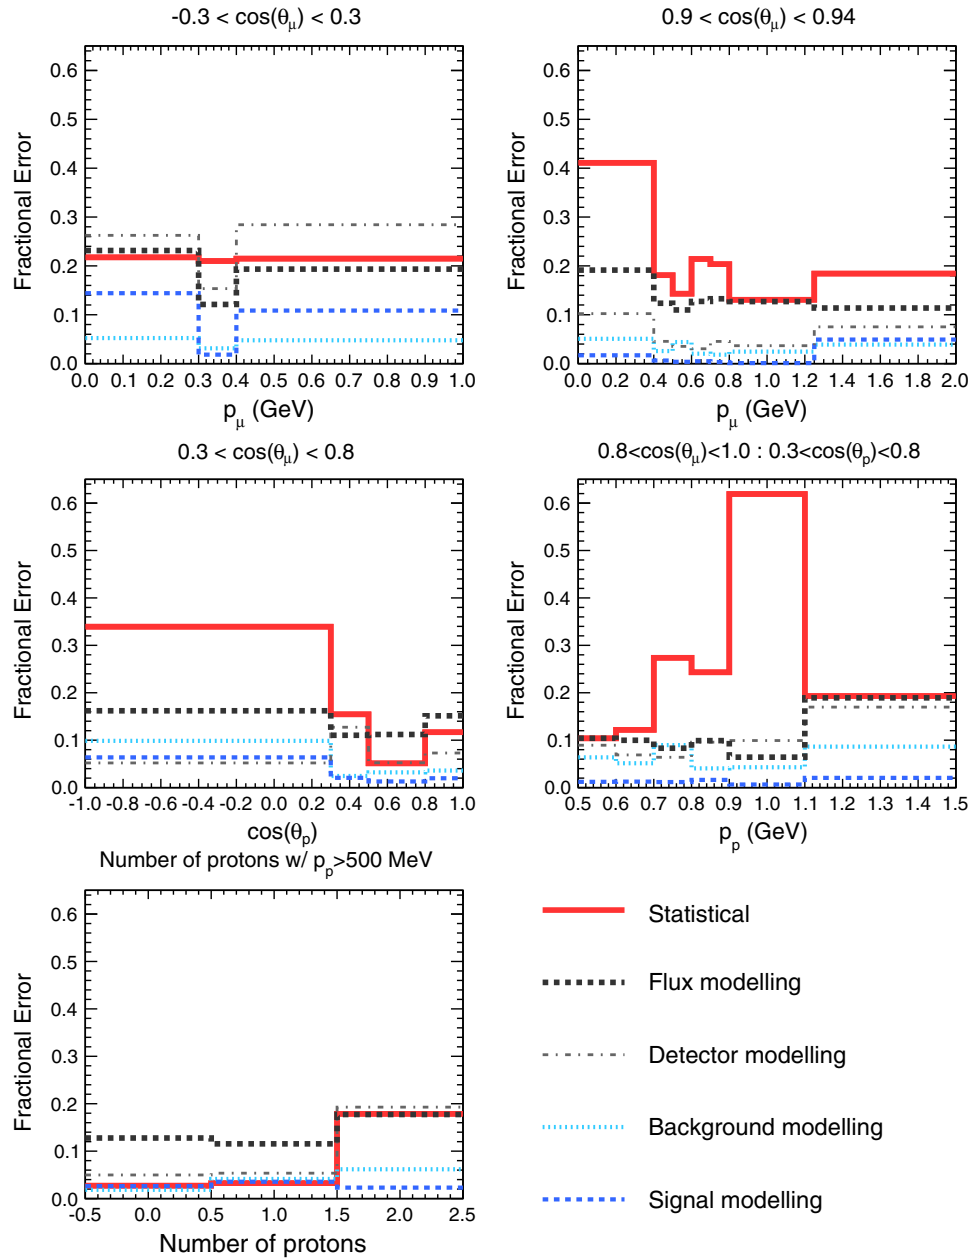 -0.3 < cos(θμ) < 0.3
Fractional Error
0.6
0.5
0.4
0.3
0.2
0.1
0.0
0.0 0.1 0.2 0.3 0.4 0.5 0.6 0.7 0.8 0.9 1.0
pμ (GeV)
0.9 < cos(θμ) < 0.94
Fractional Error
0.6
0.5
0.4
0.3
0.2
0.1
0.0
0.0 0.2 0.4 0.6 0.8 1.0 1.2 1.4 1.6 1.8 2.0
pμ (GeV)
0.3 < cos(θμ) < 0.8
Fractional Error
0.6
0.5
0.4
0.3
0.2
0.1
0.0
-1.0 -0.8 -0.6 -0.4 -0.2 0.0 0.2 0.4 0.6 0.8 1.0
cos(θp)
0.8<cos(θμ)<1.0 : 0.3<cos(θp)<0.8
Fractional Error
0.6
0.5
0.4
0.3
0.2
0.1
0.0
0.5 0.6 0.7 0.8 0.9 1.0 1.1 1.2 1.3 1.4 1.5
pp (GeV)
Number of protons w/ pp>500 MeV
Fractional Error
0.6
0.5
0.4
0.3
0.2
0.1
0.0
-0.5 0.0 0.5 1.0 1.5 2.0 2.5
Number of protons
Statistical
Flux modelling
Detector modelling
Background modelling
Signal modelling